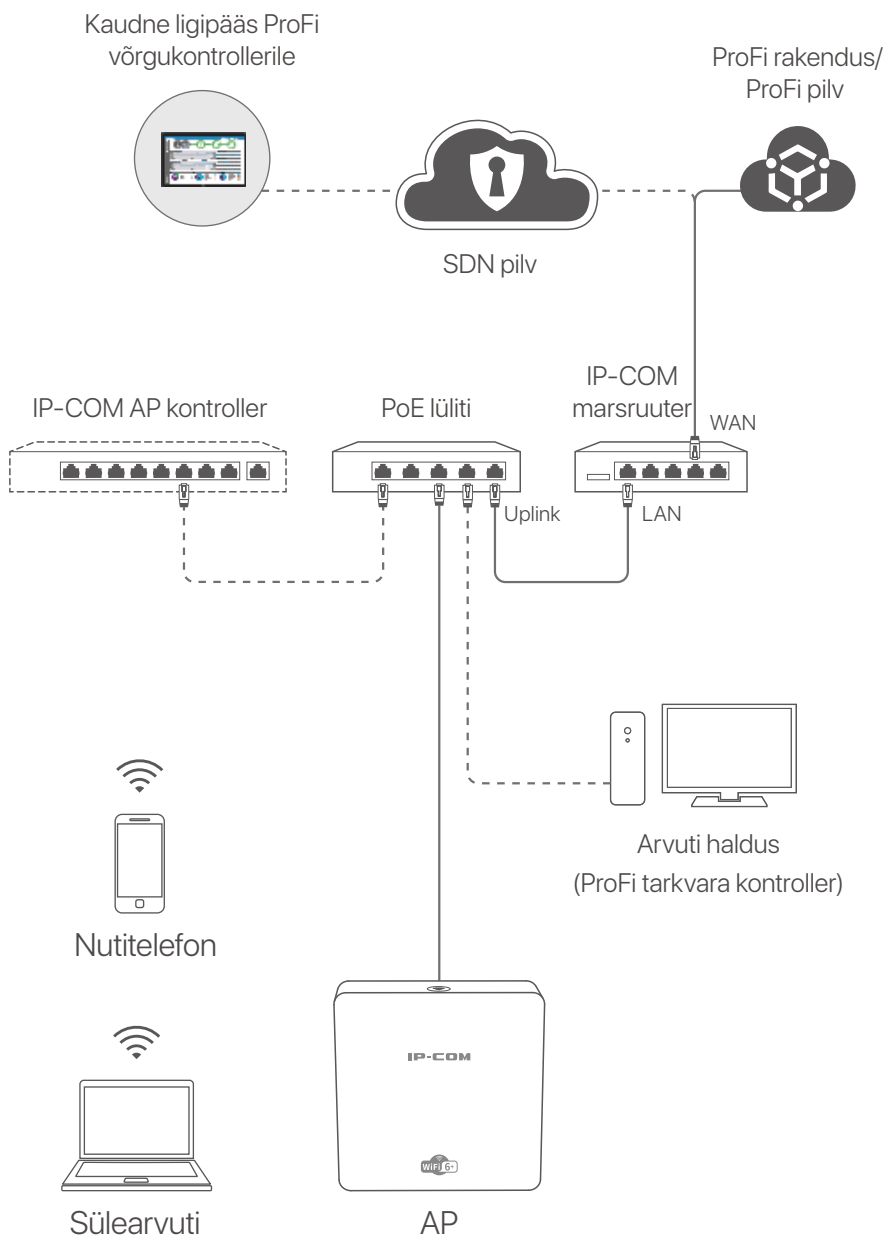 Kaudne ligipääs ProFi
võrgukontrollerile
ProFi rakendus/
ProFi pilv
SDN pilv
IP-COM AP kontroller
PoE lüliti
IP-COM
marsruuter
WAN
Uplink
LAN
Arvuti haldus
(ProFi tarkvara kontroller)
Nutitelefon
IP-COM
WiFi 6+
Sülearvuti
AP